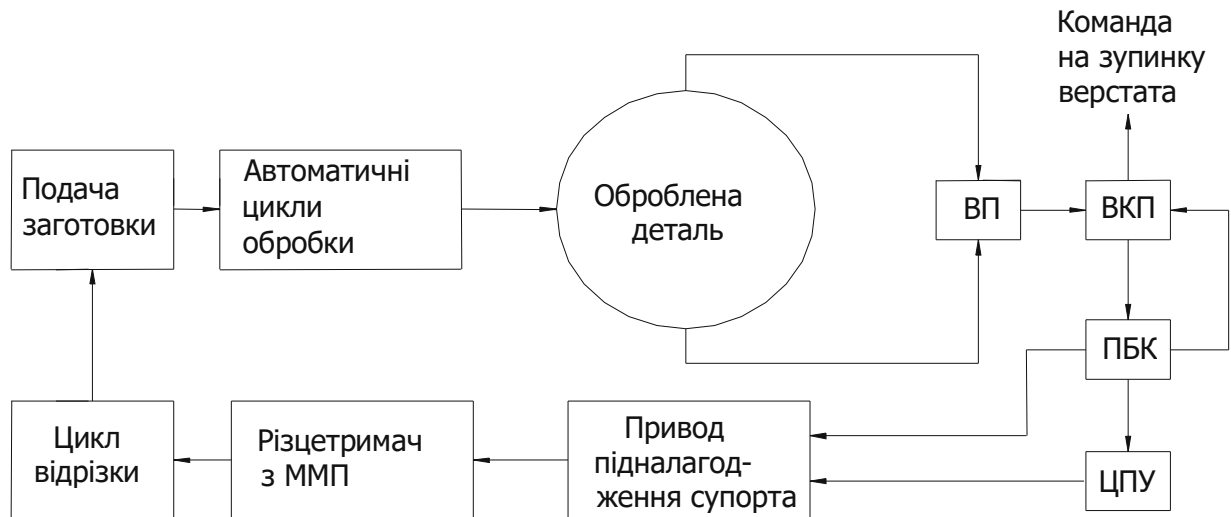 Команда
на зупинку
верстата
Подача
заготовки
Автоматичні
цикли
обробки
Оброблена
деталь
ВП
ВКП
ПБК
Цикл
відрізки
Різцетримач
з ММП
Привод
підналагод-
ження супорта
ЦПУ